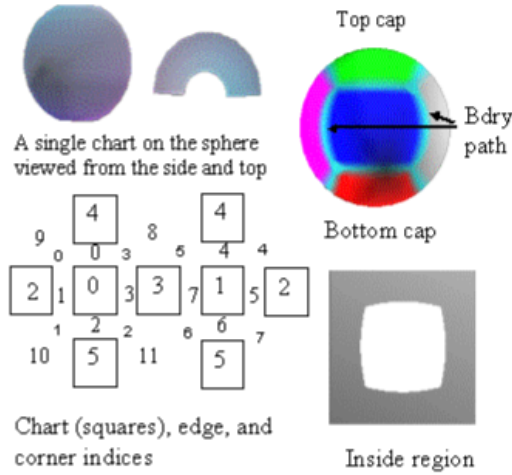 Top cap
Bdry
path
A single chart on the sphere
viewed from the side and top
Bottom cap
4 4
9 8
0 0 3 5 4 4
2 1 0 3 3 7 1 5 2
1 2 2 6 6 7
10 5 11 5
Chart (squares), edge, and
corner indices
Inside region